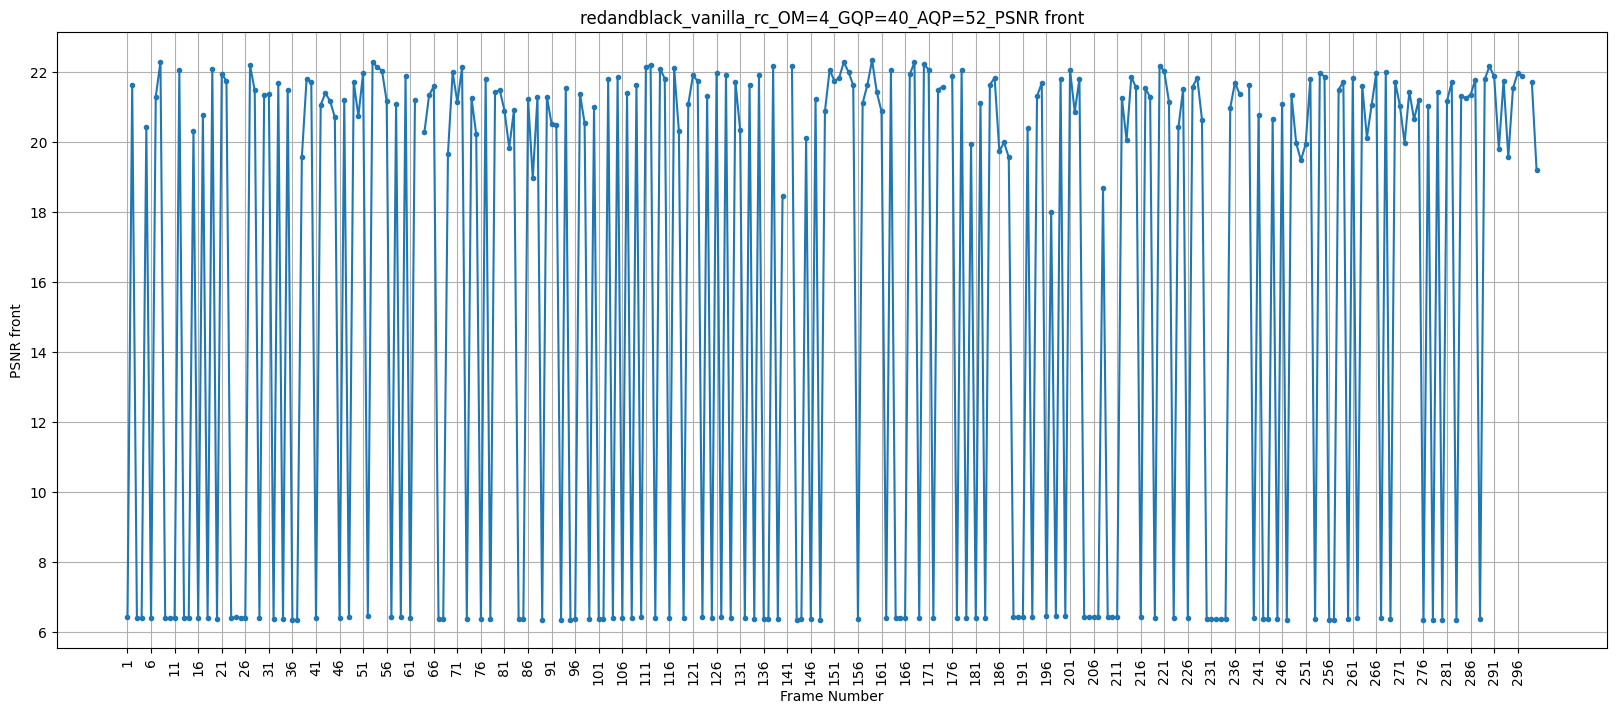 redandblack_vanilla_rc_OM=4_GQP=40_AQP=52_PSNR front
PSNR front
22
20
18
16
14
12
10
8
6
1 6 11 16 21 26 31 36 41 46 51 56 61 66 71 76 81 86 91 96 101 106 111 116 121 126 131 136 141 146 151 156 161 166 171 176 181 186 191 196 201 206 211 216 221 226 231 236 241 246 251 256 261 266 271 276 281 286 291 296
Frame Number